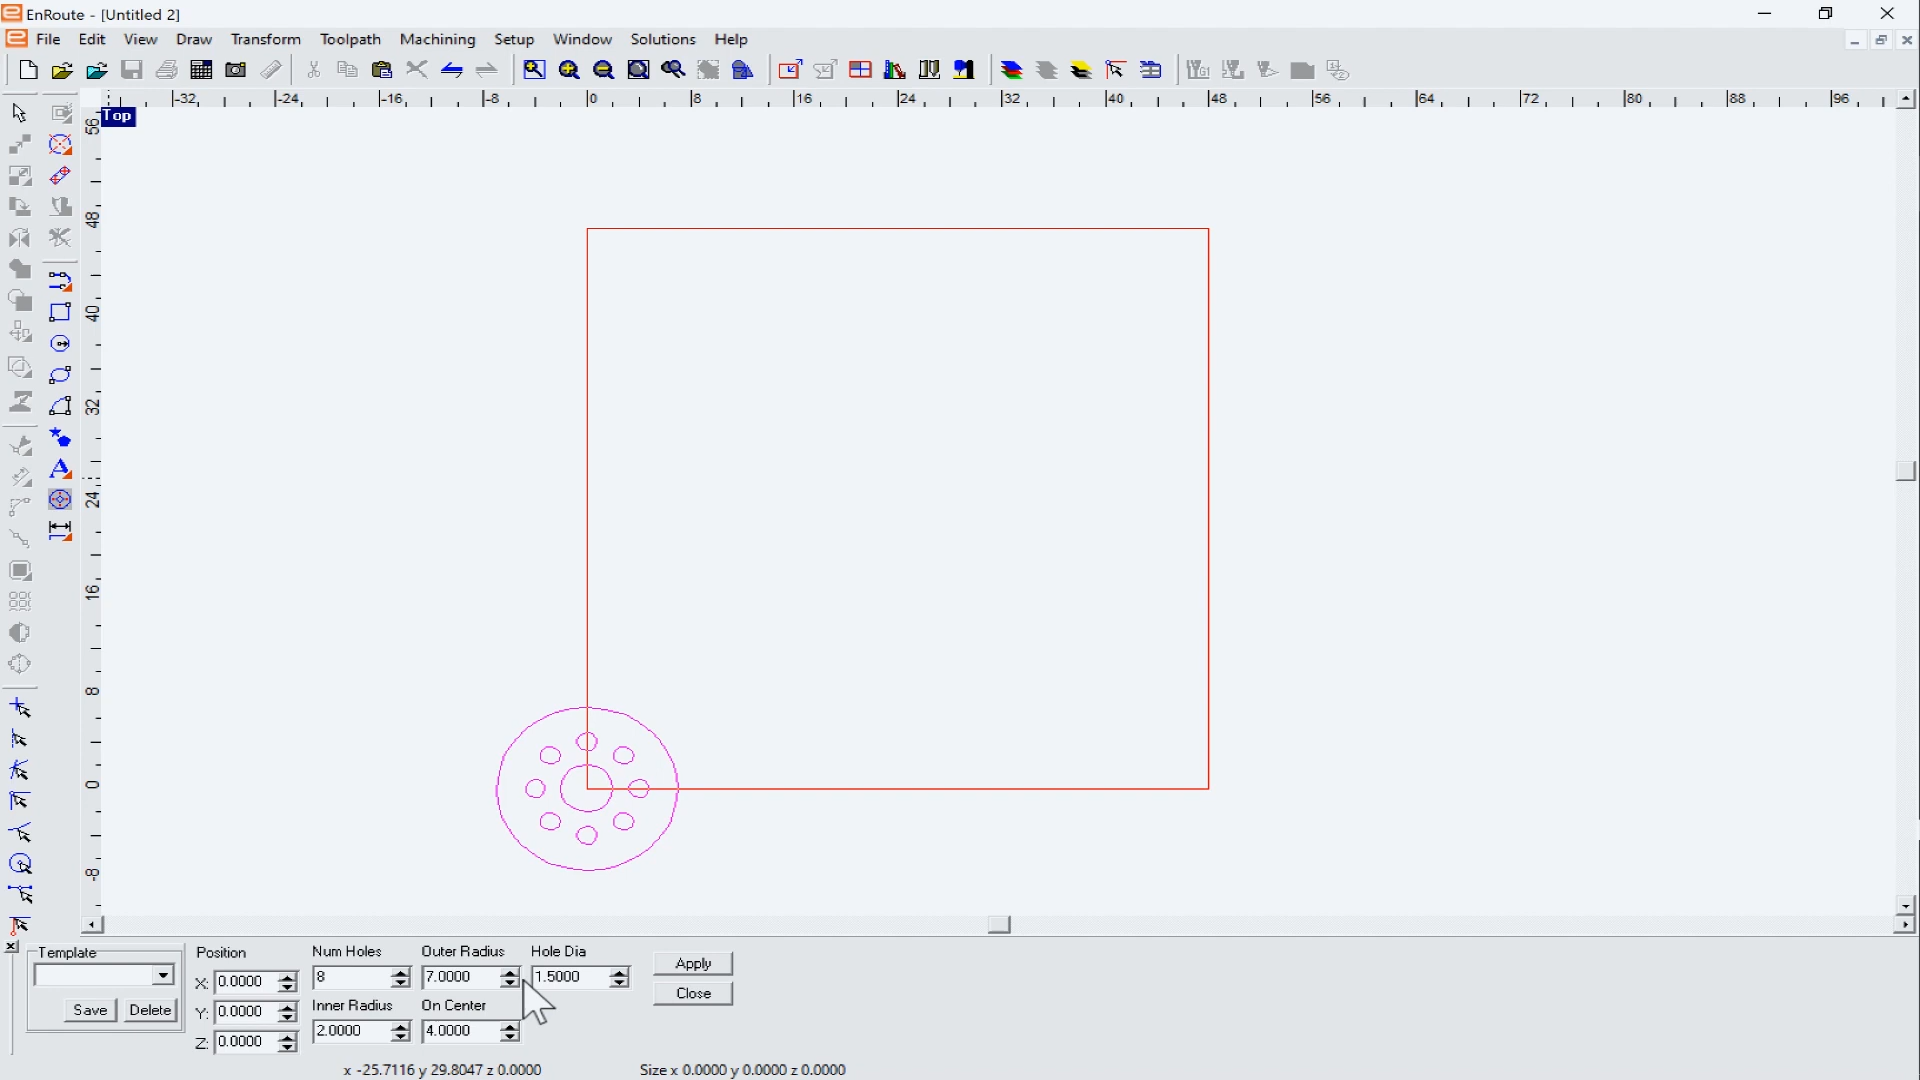 EnRoute - [Untitled 2]
File Edit View Draw Transform Toolpath Machining Setup Window Solutions Help
-32 -24 -16 -8 0 8 16 24 32 40 48 56 64 72 80 88 96
Top
56
48
40
32
24
16
8
0
-8
Template
Save Delete
Position
X: 0.0000
Y: 0.0000
Z: 0.0000
Num Holes
8
Inner Radius
2.0000
Outer Radius
7.0000
On Center
4.0000
Hole Dia
1.5000
Apply
Close
x -25.7116 y 29.8047 z 0.0000
Size x 0.0000 y 0.0000 z 0.0000